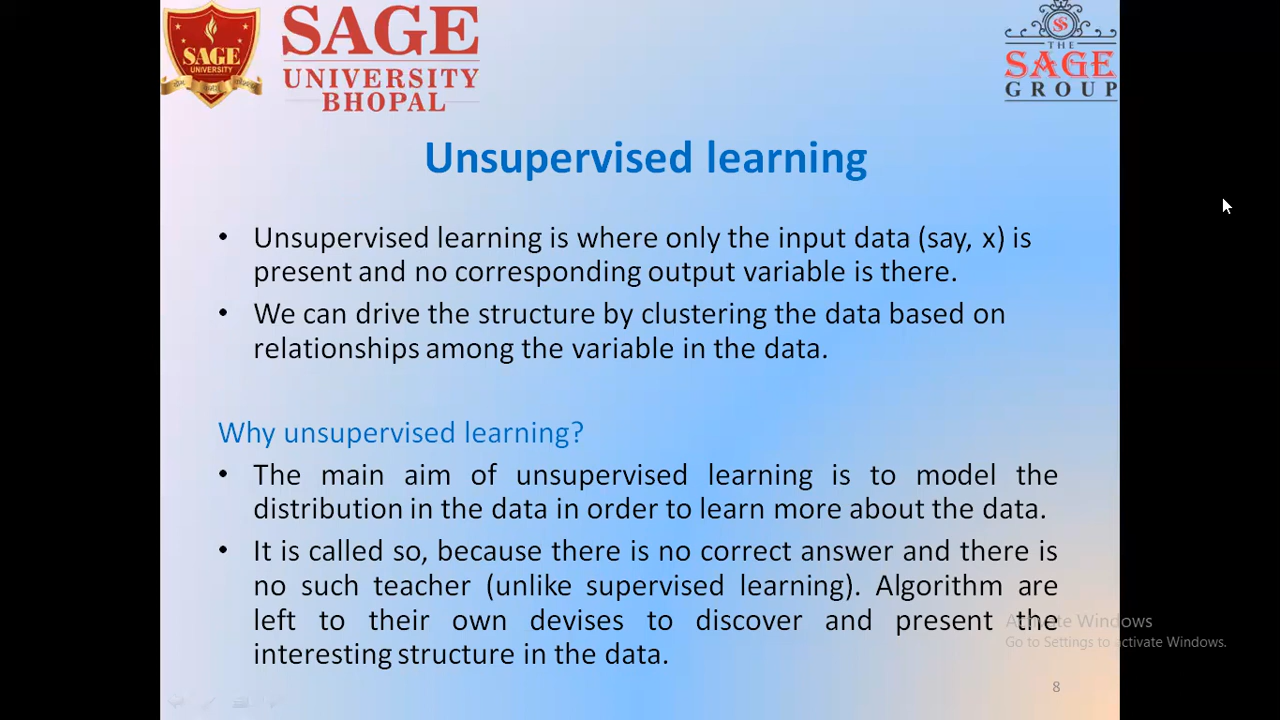 SAGE
UNIVERSITY
SAGE
UNIVERSITY
BHOPAL
THE
SAGE
GROUP
Unsupervised learning
• Unsupervised learning is where only the input data (say, x) is
present and no corresponding output variable is there.
• We can drive the structure by clustering the data based on
relationships among the variable in the data.
Why unsupervised learning?
• The main aim of unsupervised learning is to model the
distribution in the data in order to learn more about the data.
• It is called so, because there is no correct answer and there is
no such teacher (unlike supervised learning). Algorithm are
left to their own devises to discover and present the
interesting structure in the data.
Activate Windows
Go to Settings to activate Windows.
8